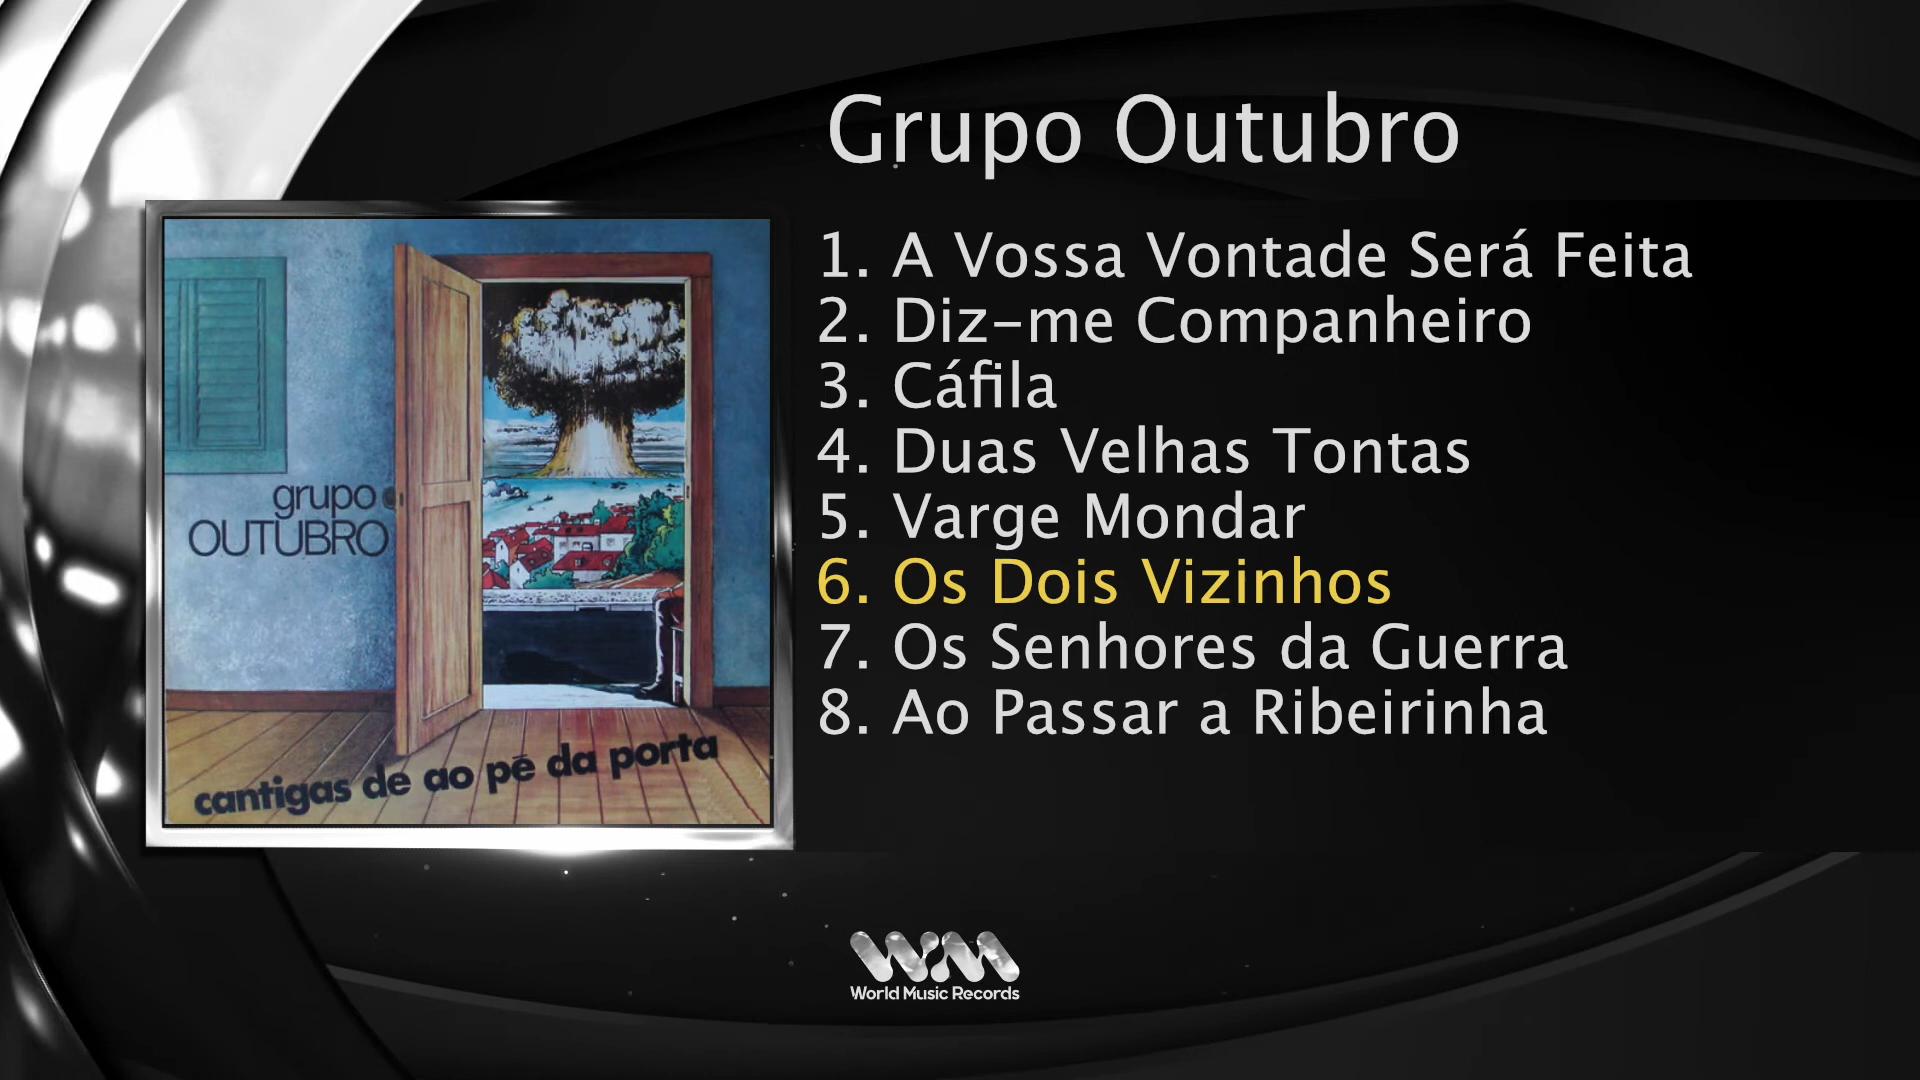 Grupo Outubro
1. A Vossa Vontade Será Feita
2. Diz-me Companheiro
3. Cáfila
4. Duas Velhas Tontas
5. Varge Mondar
6. Os Dois Vizinhos
7. Os Senhores da Guerra
8. Ao Passar a Ribeirinha
grupo
OUTUBRO
cantigas de ao pé da porta
WM
World Music Records